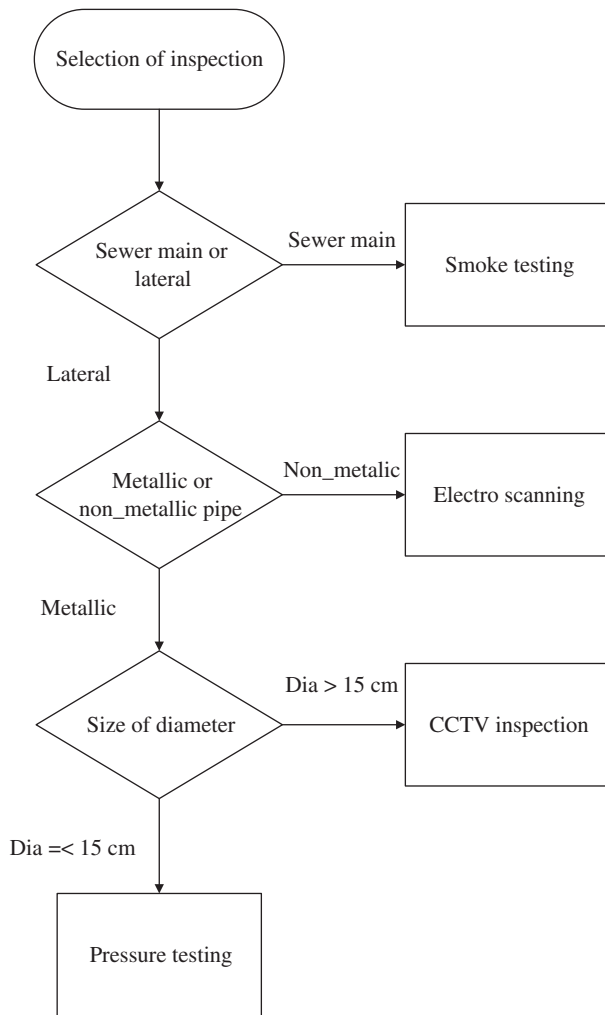 Selection of inspection
Sewer main or
lateral
Sewer main
Smoke testing
Lateral
Metallic or
non_metallic pipe
Non_metalic
Electro scanning
Metallic
Size of diameter
Dia > 15 cm
CCTV inspection
Dia =< 15 cm
Pressure testing